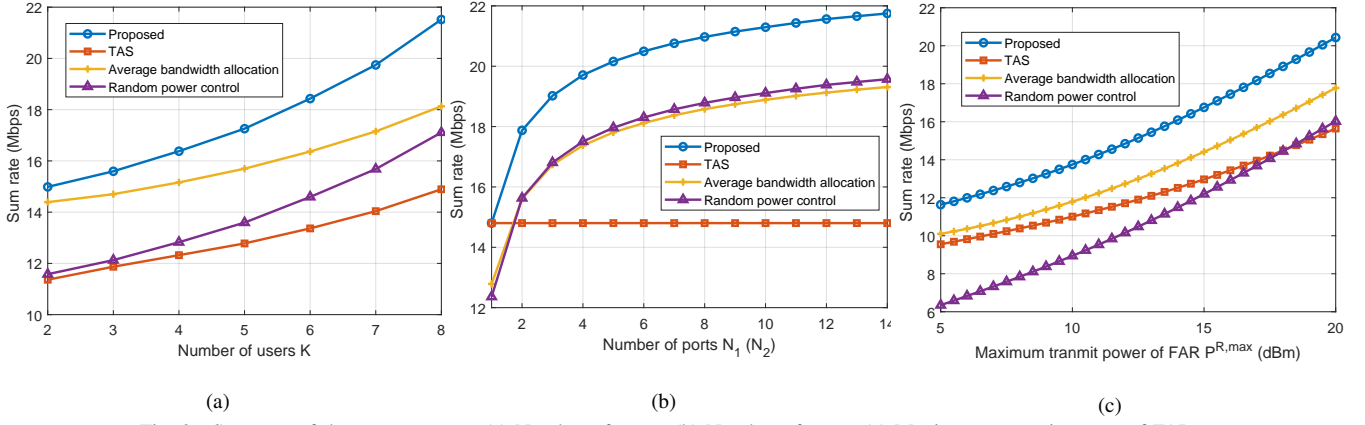 22
20
18
16
14
12
10
Sum rate (Mbps)
Proposed
TAS
Average bandwidth allocation
Random power control
2 3 4 5 6 7 8
Number of users K
(a)
22
20
18
16
14
12
Sum rate (Mbps)
Proposed
TAS
Average bandwidth allocation
Random power control
2 4 6 8 10 12 14
Number of ports N1 (N2)
(b)
22
20
18
16
14
12
10
8
6
Sum rate (Mbps)
Proposed
TAS
Average bandwidth allocation
Random power control
5 10 15 20
Maximum tranmit power of FAR P^R,max (dBm)
(c)